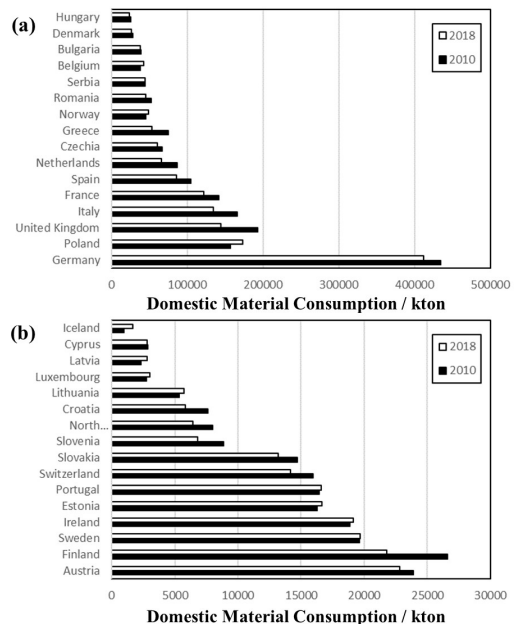 (a)
Hungary
Denmark
Bulgaria
Belgium
Serbia
Romania
Norway
Greece
Czechia
Netherlands
Spain
France
Italy
United Kingdom
Poland
Germany
2018
2010
0 100000 200000 300000 400000 500000
Domestic Material Consumption / kton
(b)
Iceland
Cyprus
Latvia
Luxembourg
Lithuania
Croatia
North...
Slovenia
Slovakia
Switzerland
Portugal
Estonia
Ireland
Sweden
Finland
Austria
2018
2010
0 5000 10000 15000 20000 25000 30000
Domestic Material Consumption / kton